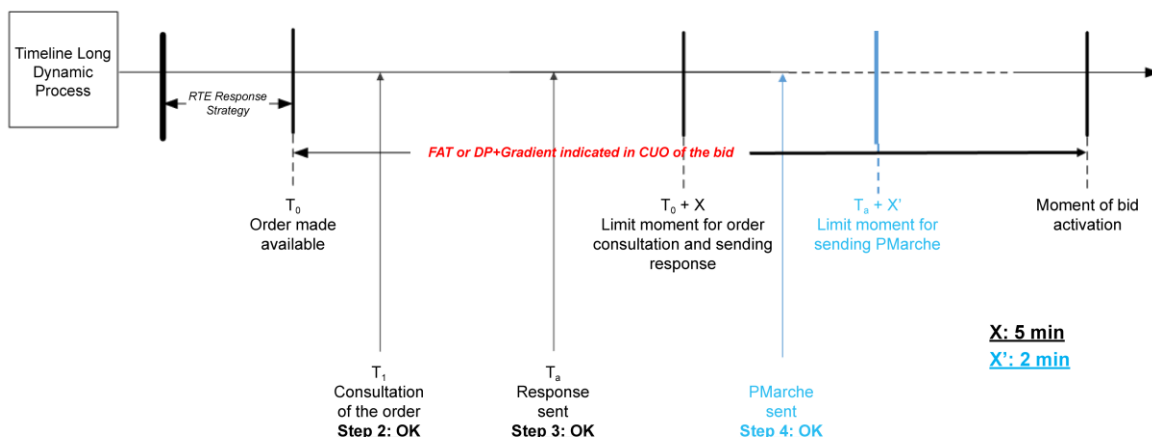 Timeline Long
Dynamic
Process
RTE Response
Strategy
FAT or DP+Gradient indicated in CUO of the bid
T0
Order made
available
T0 + X
Limit moment for order
consultation and sending
response
Ta + X'
Limit moment for
sending PMarche
Moment of bid
activation
X: 5 min
X': 2 min
T1
Consultation
of the order
Step 2: OK
Ta
Response
sent
Step 3: OK
PMarche
sent
Step 4: OK